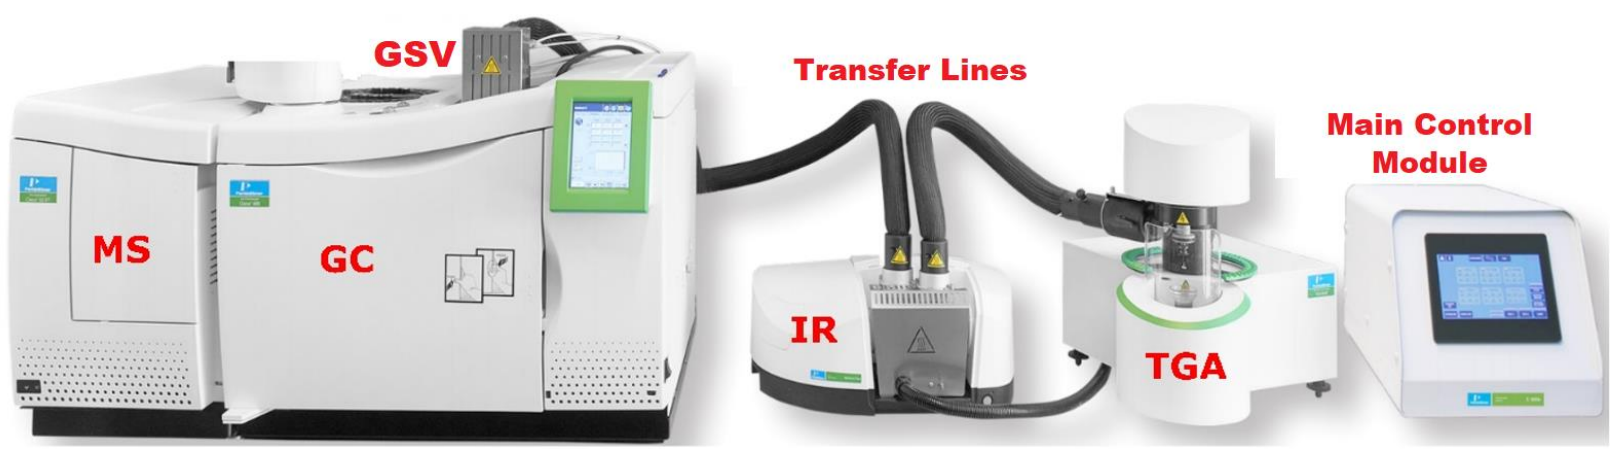 GSV
Transfer Lines
Main Control
Module
MS
GC
IR
TGA